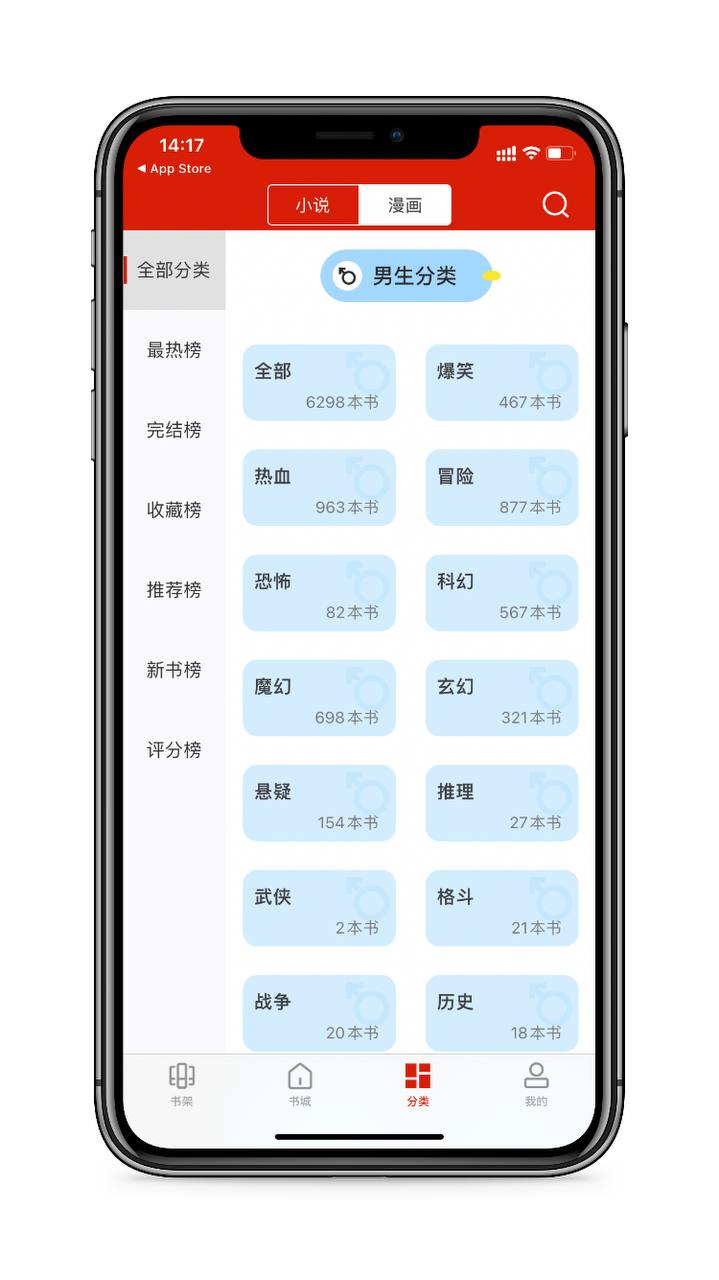 14:17
◀ App Store
小说
漫画
全部分类
最热榜
完结榜
收藏榜
推荐榜
新书榜
评分榜
男生分类
全部
6298本书
爆笑
467本书
热血
963本书
冒险
877本书
恐怖
82本书
科幻
567本书
魔幻
698本书
玄幻
321本书
悬疑
154本书
推理
27本书
武侠
2本书
格斗
21本书
战争
20本书
历史
18本书
书架
书城
分类
我的